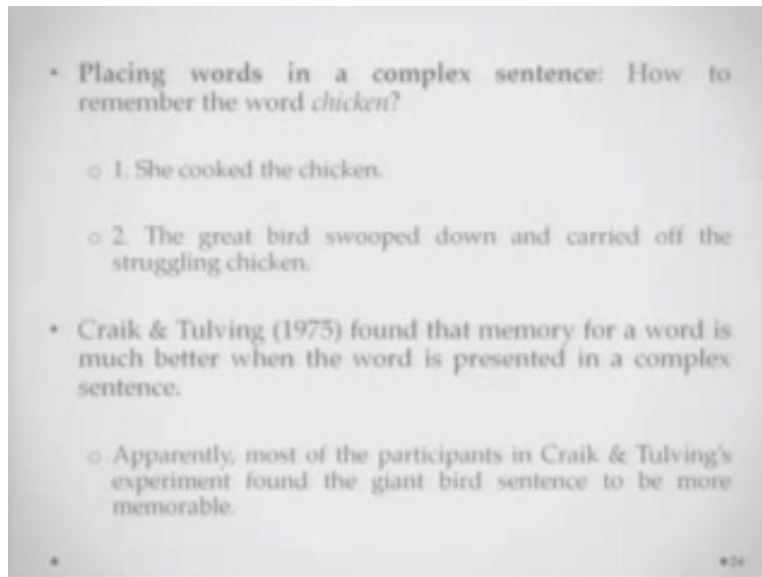 • Placing words in a complex sentence: How to
remember the word chicken?
o 1. She cooked the chicken.
o 2. The great bird swooped down and carried off the
struggling chicken.
• Craik & Tulving (1975) found that memory for a word is
much better when the word is presented in a complex
sentence.
o Apparently, most of the participants in Craik & Tulving's
experiment found the giant bird sentence to be more
memorable.